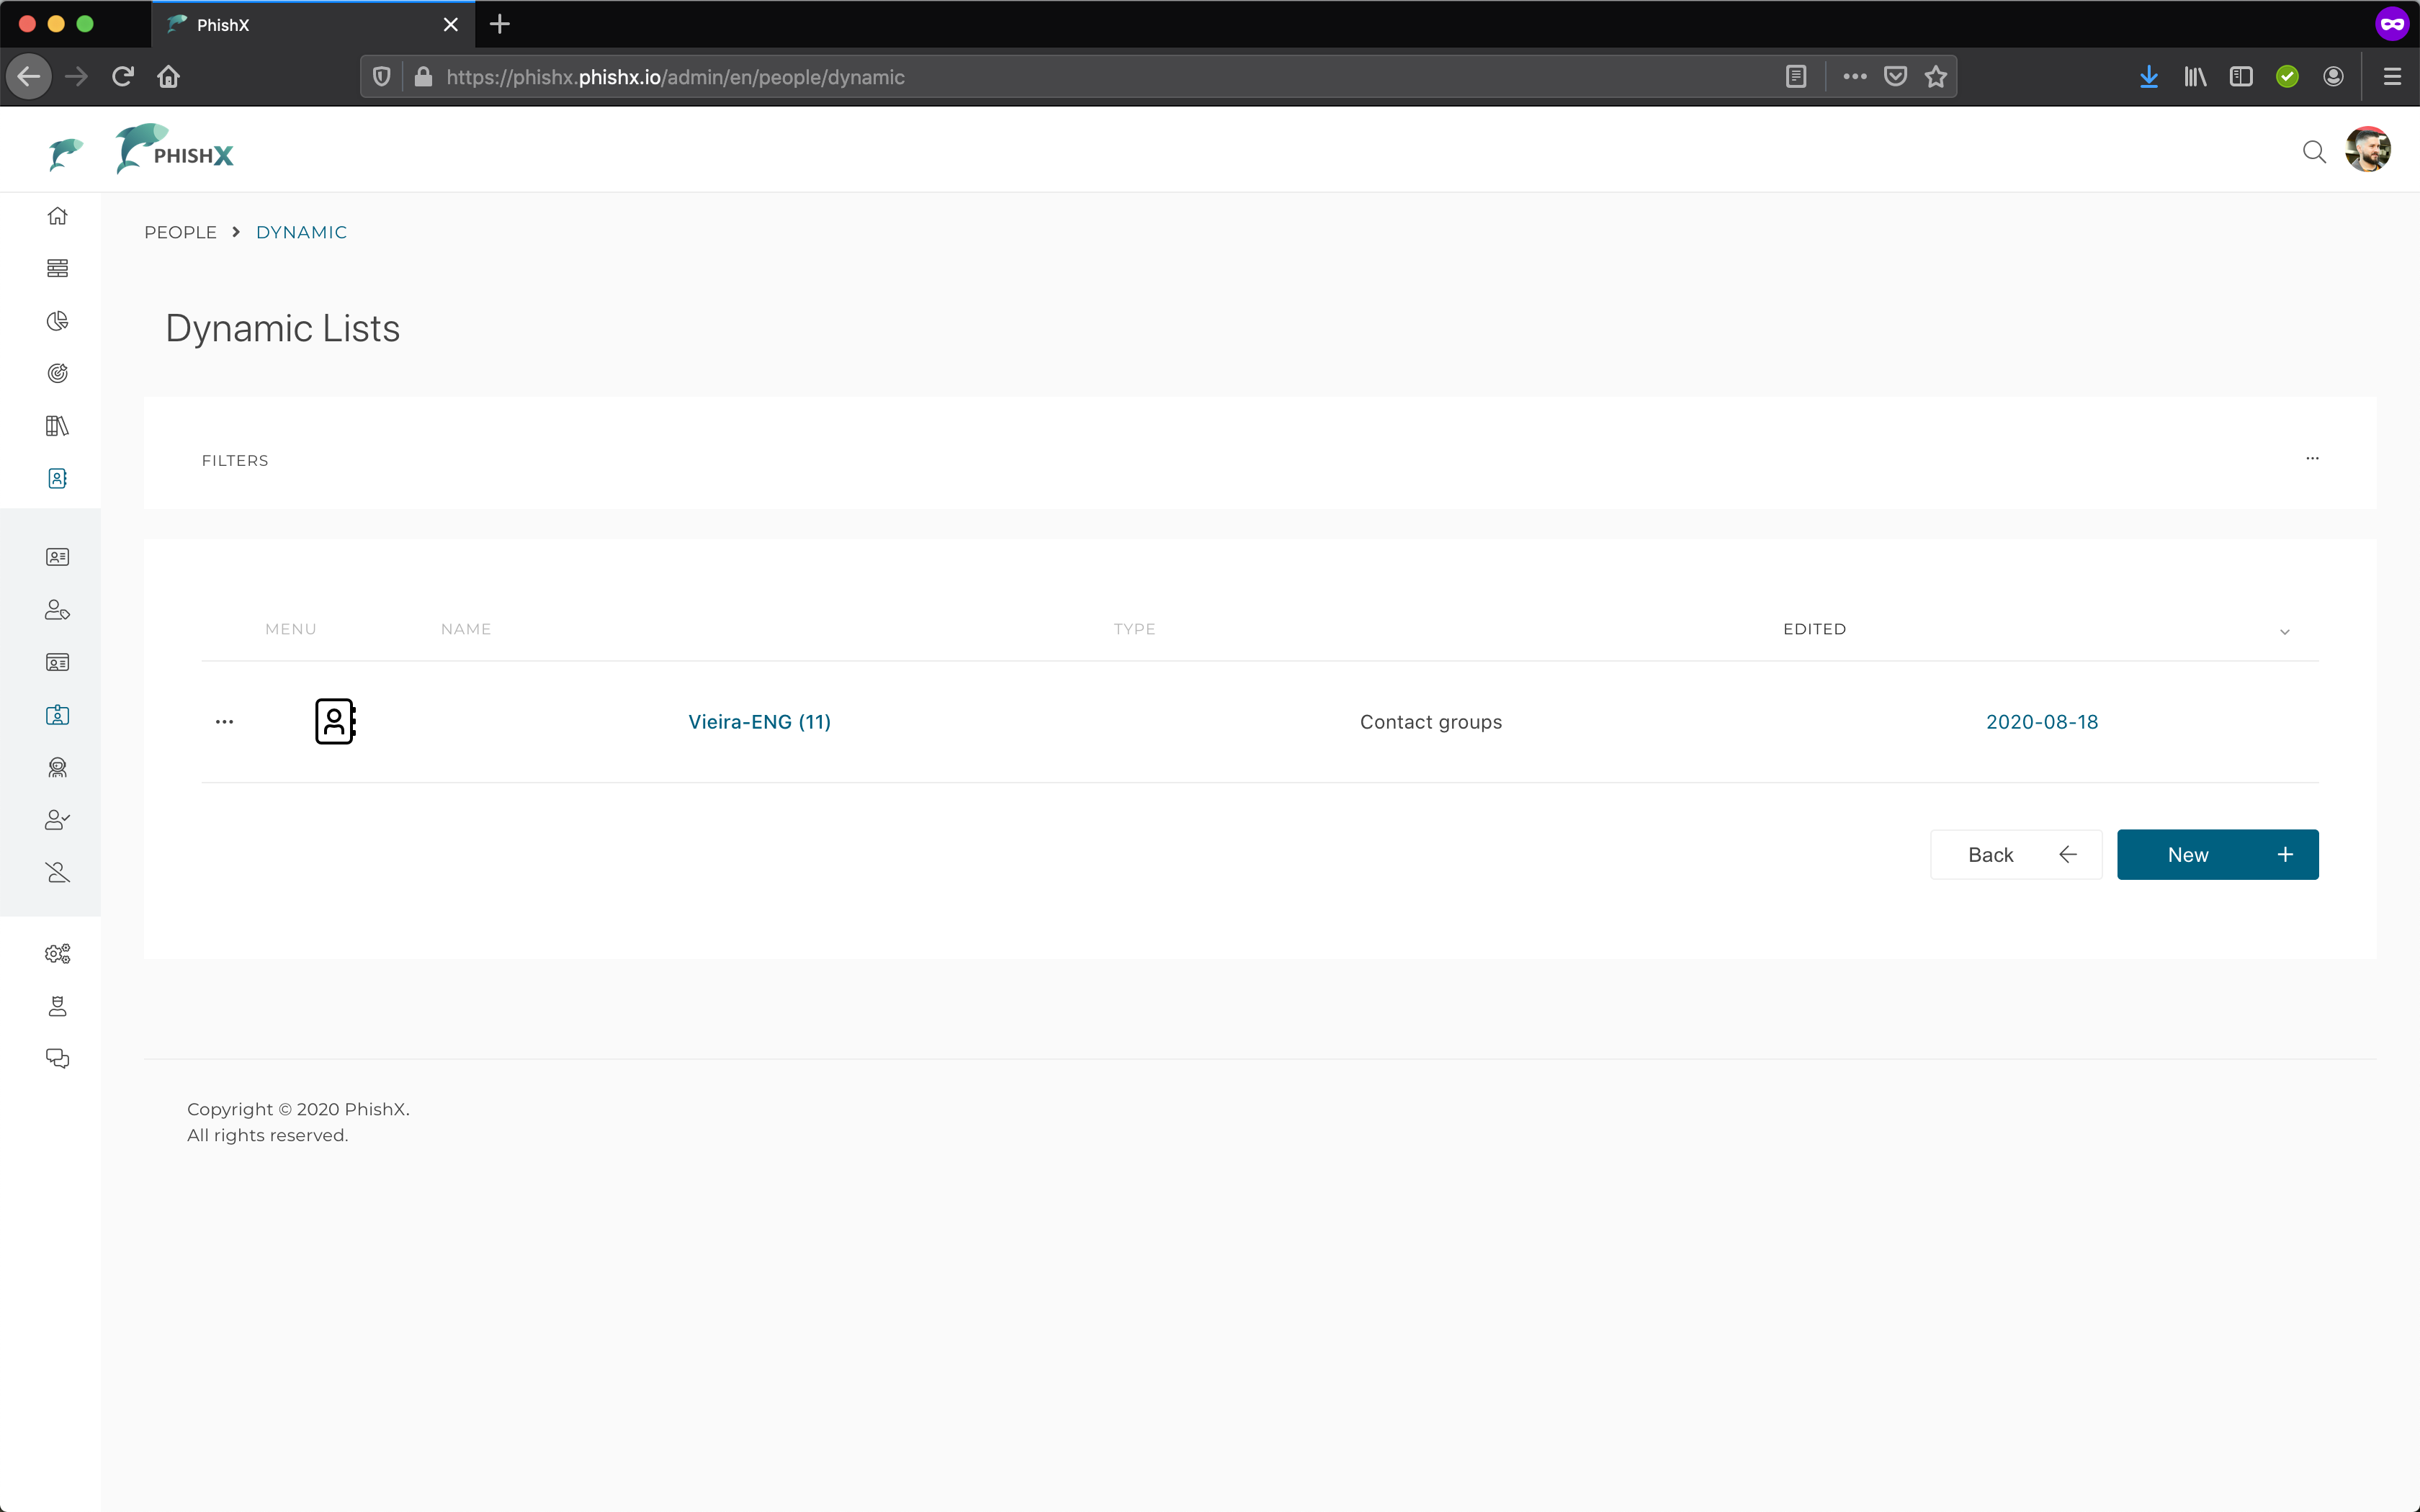 PhishX
https://phishx.phishx.io/admin/en/people/dynamic
PHISHX
PEOPLE DYNAMIC
Dynamic Lists
FILTERS
MENU NAME TYPE EDITED
Vieira-ENG (11) Contact groups 2020-08-18
Back New
Copyright © 2020 PhishX.
All rights reserved.